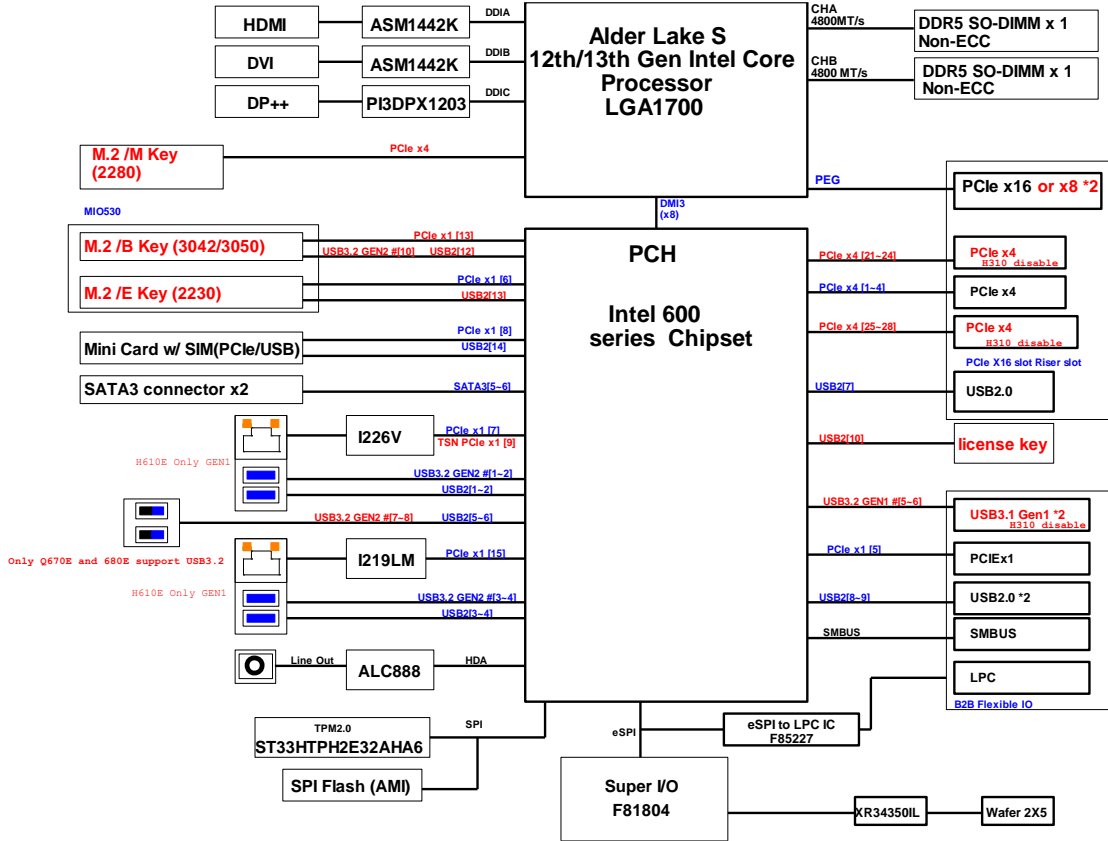 HDMI
ASM1442K
DDIA
DVI
ASM1442K
DDIB
DP++
PI3DPX1203
DDIC
Alder Lake S
12th/13th Gen Intel Core
Processor
LGA1700
CHA
4800MT/s
DDR5 SO-DIMM x 1
Non-ECC
CHB
4800 MT/s
DDR5 SO-DIMM x 1
Non-ECC
M.2 /M Key
(2280)
PCIe x4
PEG
PCIe x16 or x8 *2
DMI3
(x8)
MIO530
M.2 /B Key (3042/3050)
PCIe x1 [13]
USB3.2 GEN2 #[10] USB2[12]
M.2 /E Key (2230)
PCIe x1 [6]
USB2[13]
PCH
Intel 600
series Chipset
PCIe x4 [21~24]
PCIe x4
H310 disable
PCIe x4 [1~4]
PCIe x4
PCIe x4 [25~28]
PCIe x4
H310 disable
PCIe X16 slot Riser slot
Mini Card w/ SIM(PCIe/USB)
PCIe x1 [8]
USB2[14]
SATA3 connector x2
SATA3[5~6]
USB2[7]
USB2.0
I226V
PCIe x1 [7]
TSN PCIe x1 [9]
USB2[10]
license key
H610E Only GEN1
USB3.2 GEN2 #[1~2]
USB2[1~2]
USB3.2 GEN2 #[7~8] USB2[5~6]
USB3.2 GEN1 #[5~6]
USB3.1 Gen1 *2
H310 disable
Only Q670E and 680E support USB3.2
I219LM
PCIe x1 [15]
PCIe x1 [5]
PCIEx1
H610E Only GEN1
USB3.2 GEN2 #[3~4]
USB2[3~4]
USB2[8~9]
USB2.0 *2
SMBUS
SMBUS
Line Out
ALC888
HDA
LPC
B2B Flexible IO
TPM2.0
ST33HTPH2E32AHA6
SPI
eSPI
eSPI to LPC IC
F85227
SPI Flash (AMI)
Super I/O
F81804
XR34350IL
Wafer 2X5